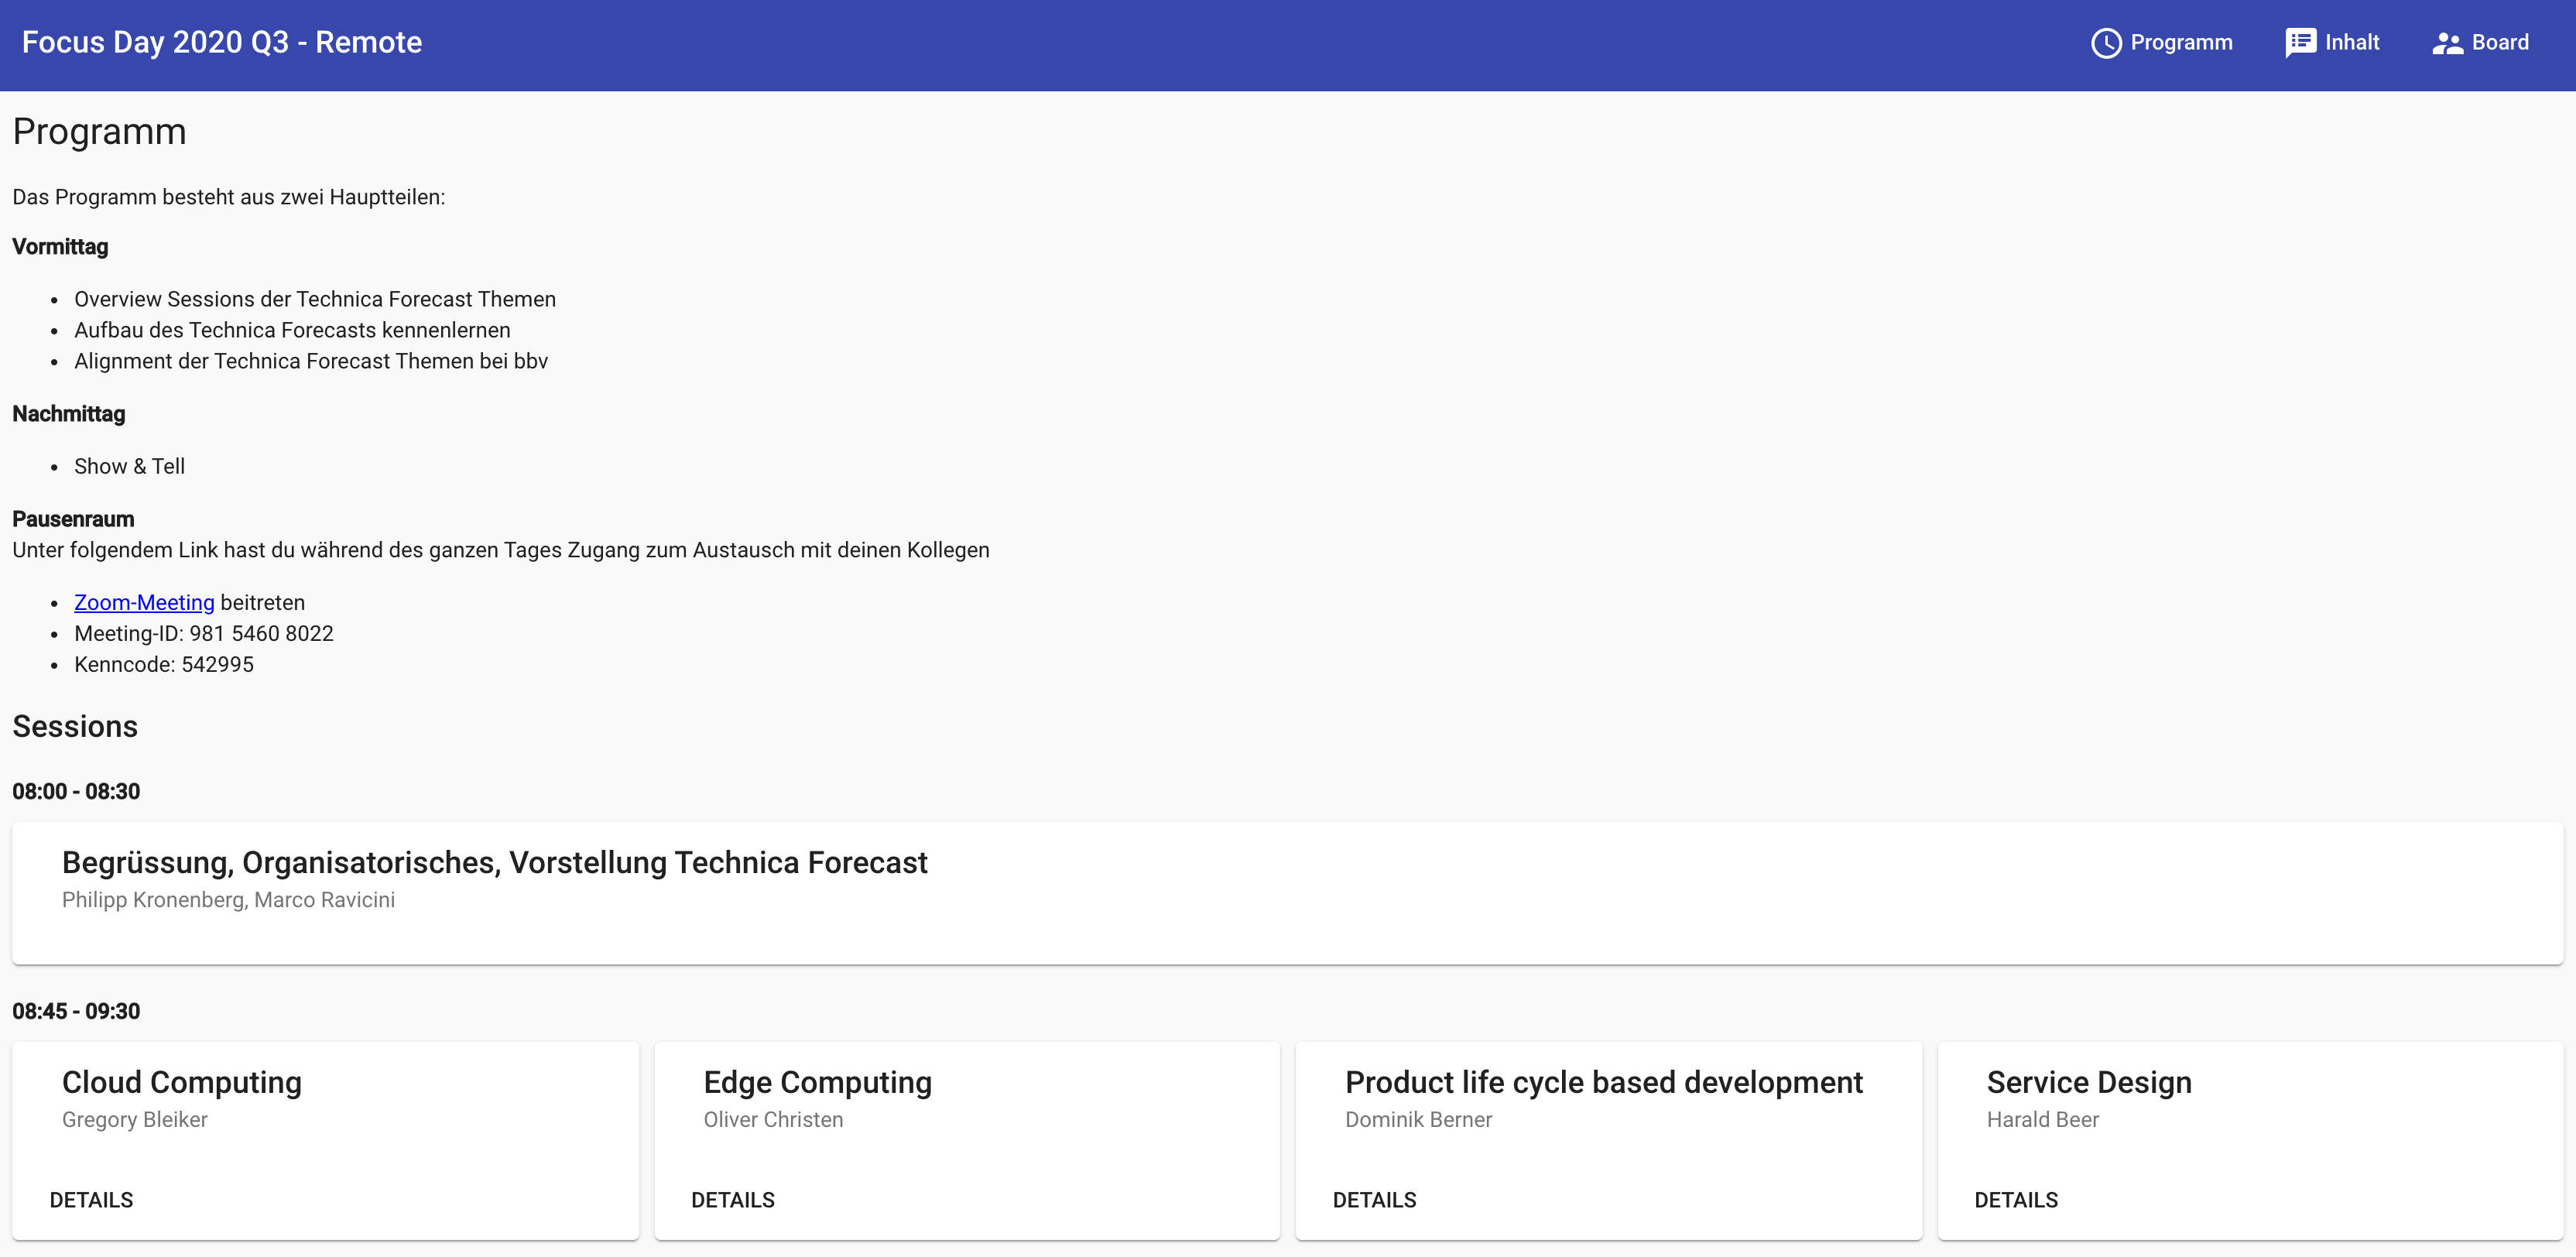 Focus Day 2020 Q3 - Remote
Programm
Inhalt
Board
Programm
Das Programm besteht aus zwei Hauptteilen:
Vormittag
Overview Sessions der Technica Forecast Themen
Aufbau des Technica Forecasts kennenlernen
Alignment der Technica Forecast Themen bei bbv
Nachmittag
Show & Tell
Pausenraum
Unter folgendem Link hast du während des ganzen Tages Zugang zum Austausch mit deinen Kollegen
Zoom-Meeting beitreten
Meeting-ID: 981 5460 8022
Kenncode: 542995
Sessions
08:00 - 08:30
Begrüssung, Organisatorisches, Vorstellung Technica Forecast
Philipp Kronenberg, Marco Ravicini
08:45 - 09:30
Cloud Computing
Gregory Bleiker
DETAILS
Edge Computing
Oliver Christen
DETAILS
Product life cycle based development
Dominik Berner
DETAILS
Service Design
Harald Beer
DETAILS